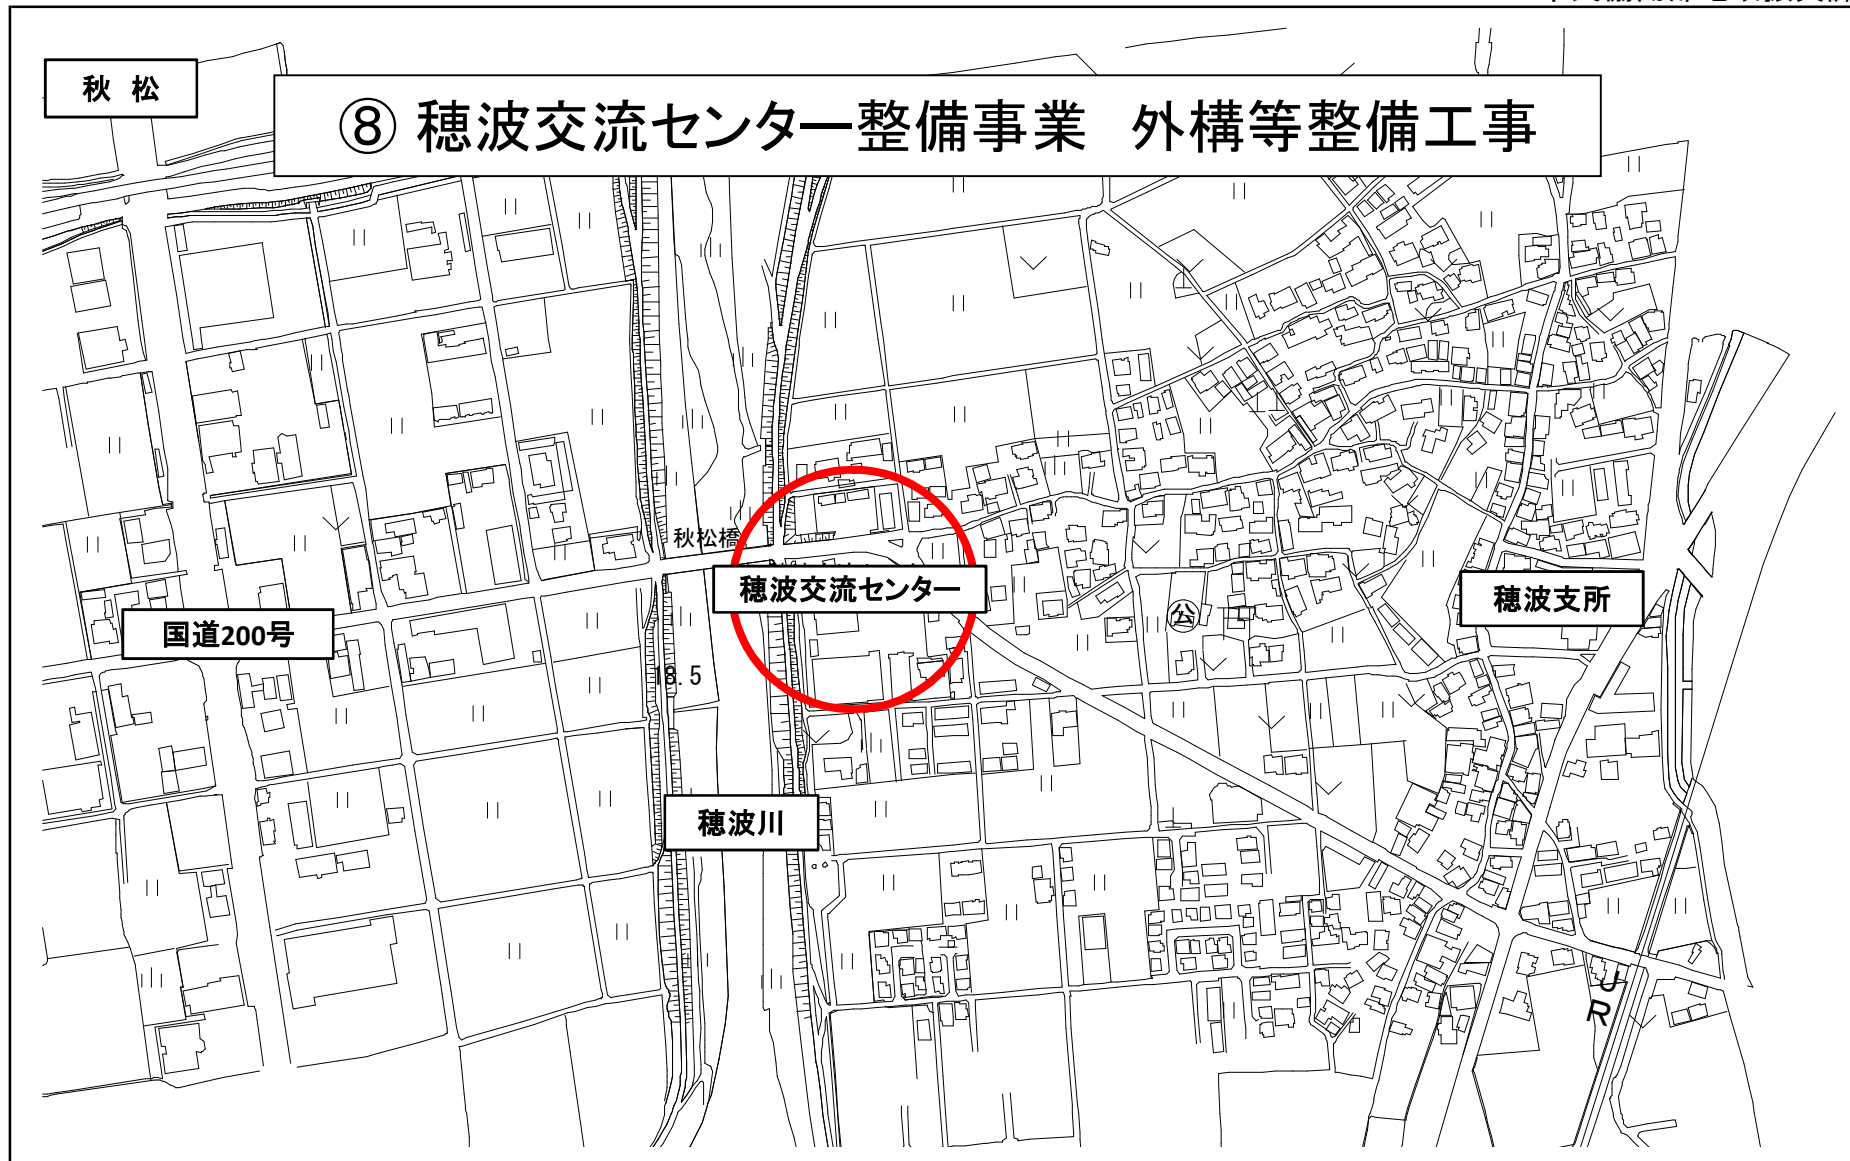 秋 松
⑧ 穂波交流センター整備事業　外構等整備工事
秋松橋
穂波交流センター
穂波支所
公
国道200号
18.5
穂波川
JR